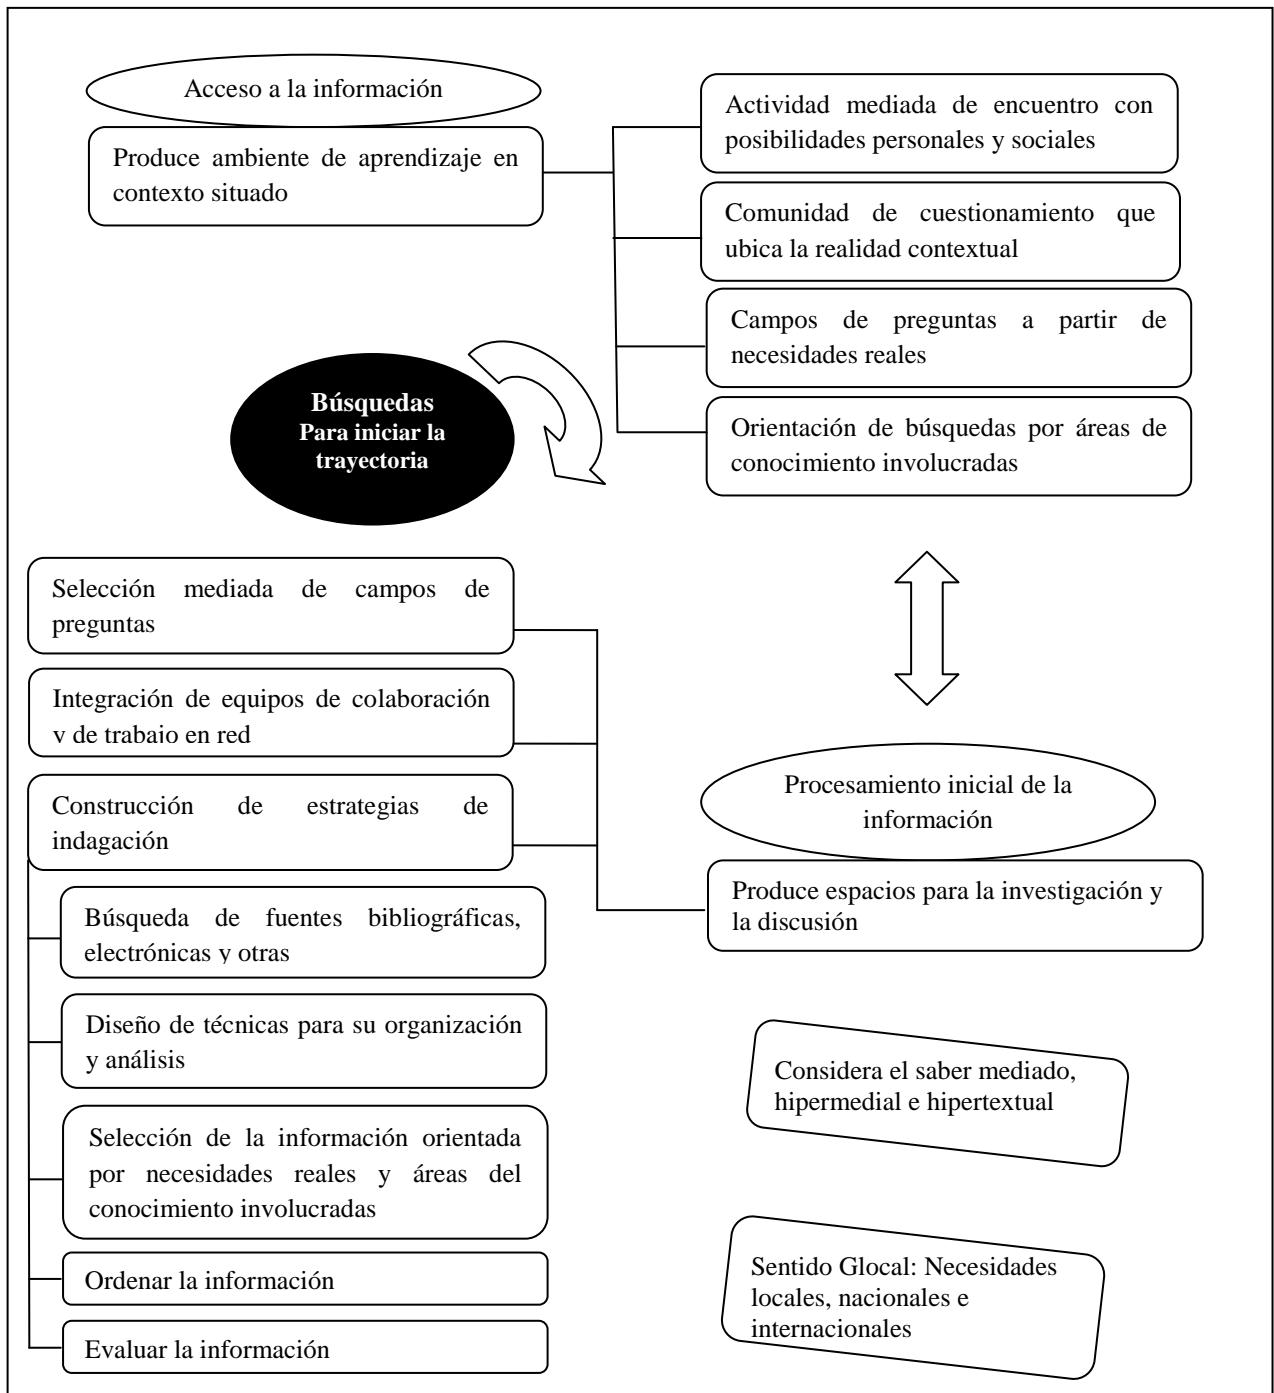 Acceso a la información
Produce ambiente de aprendizaje en
contexto situado
Actividad mediada de encuentro con
posibilidades personales y sociales
Comunidad de cuestionamiento que
ubica la realidad contextual
Campos de preguntas a partir de
necesidades reales
Orientación de búsquedas por áreas de
conocimiento involucradas
Búsquedas
Para iniciar la
trayectoria
Selección mediada de campos de
preguntas
Integración de equipos de colaboración
y de trabajo en red
Construcción de estrategias de
indagación
Búsqueda de fuentes bibliográficas,
electrónicas y otras
Diseño de técnicas para su organización
y análisis
Selección de la información orientada
por necesidades reales y áreas del
conocimiento involucradas
Ordenar la información
Evaluar la información
Procesamiento inicial de la
información
Produce espacios para la investigación y
la discusión
Considera el saber mediado,
hipermedial e hipertextual
Sentido Glocal: Necesidades
locales, nacionales e
internacionales